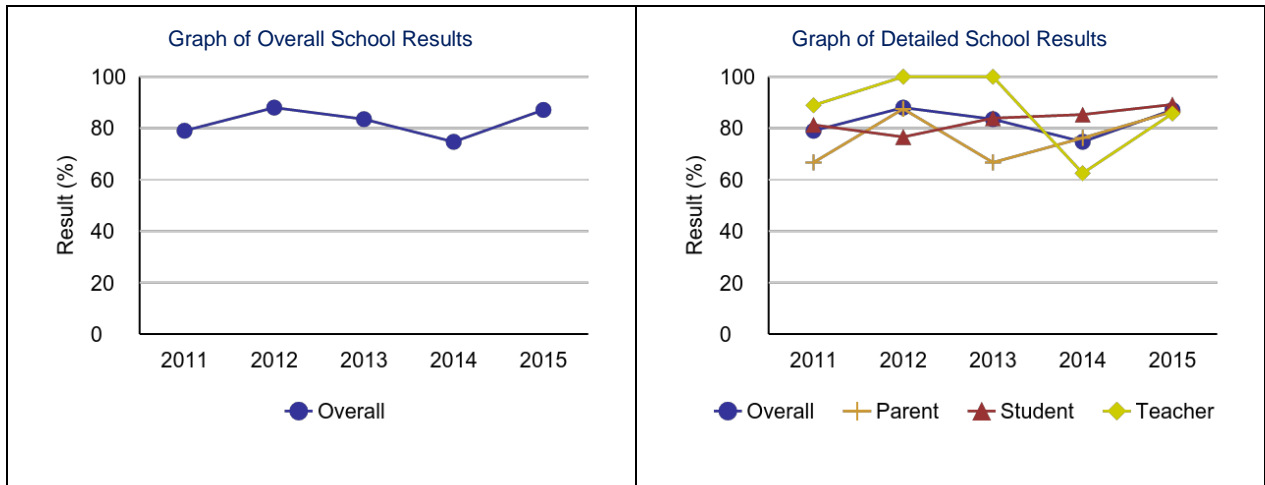 Graph of Overall School Results
100
80
60
40
20
0
Result (%)
2011 2012 2013 2014 2015
Overall
Graph of Detailed School Results
100
80
60
40
20
0
Result (%)
2011 2012 2013 2014 2015
Overall Parent Student Teacher